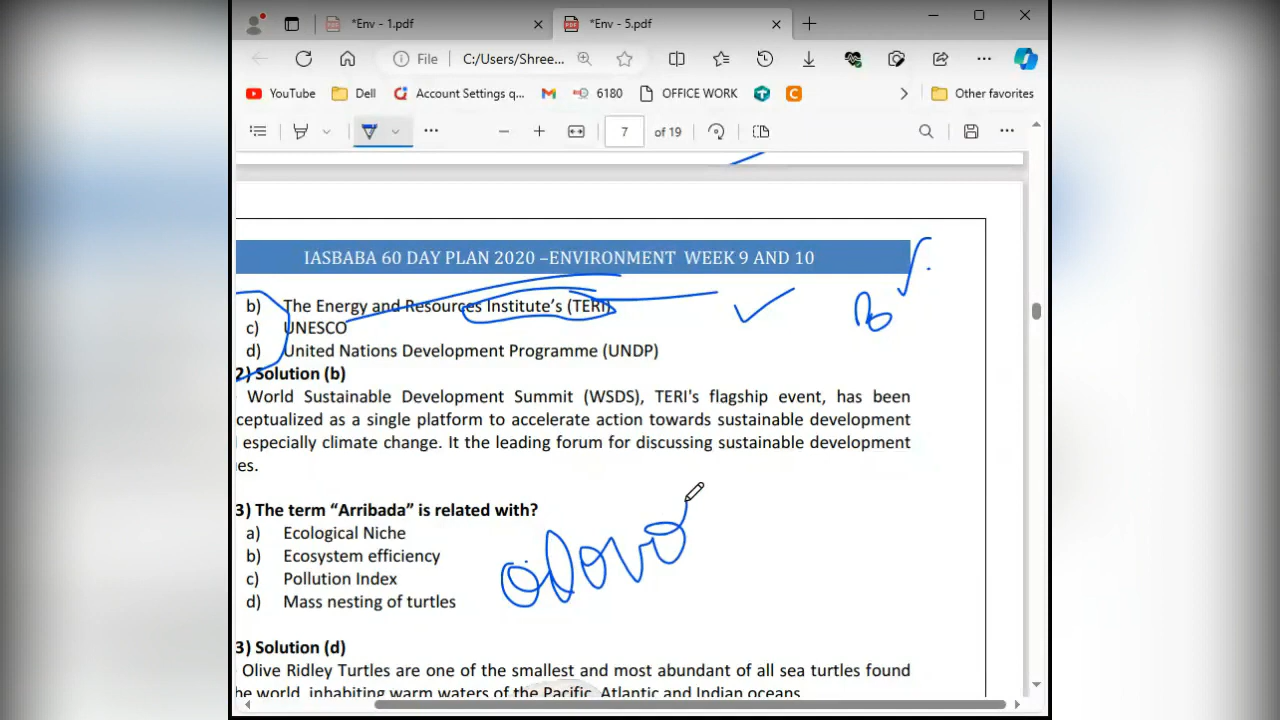 *Env - 1.pdf
*Env - 5.pdf
File
C:/Users/Shree...
YouTube
Dell
Account Settings q...
6180
OFFICE WORK
Other favorites
7
of 19
IASBABA 60 DAY PLAN 2020 –ENVIRONMENT WEEK 9 AND 10
b) The Energy and Resources Institute's (TERI)
c) UNESCO
d) United Nations Development Programme (UNDP)
2) Solution (b)
World Sustainable Development Summit (WSDS), TERI's flagship event, has been
ceptualized as a single platform to accelerate action towards sustainable development
especially climate change. It the leading forum for discussing sustainable development
es.
3) The term “Arribada” is related with?
a) Ecological Niche
b) Ecosystem efficiency
c) Pollution Index
d) Mass nesting of turtles
3) Solution (d)
Olive Ridley Turtles are one of the smallest and most abundant of all sea turtles found
he world, inhabiting warm waters of the Pacific, Atlantic and Indian oceans.